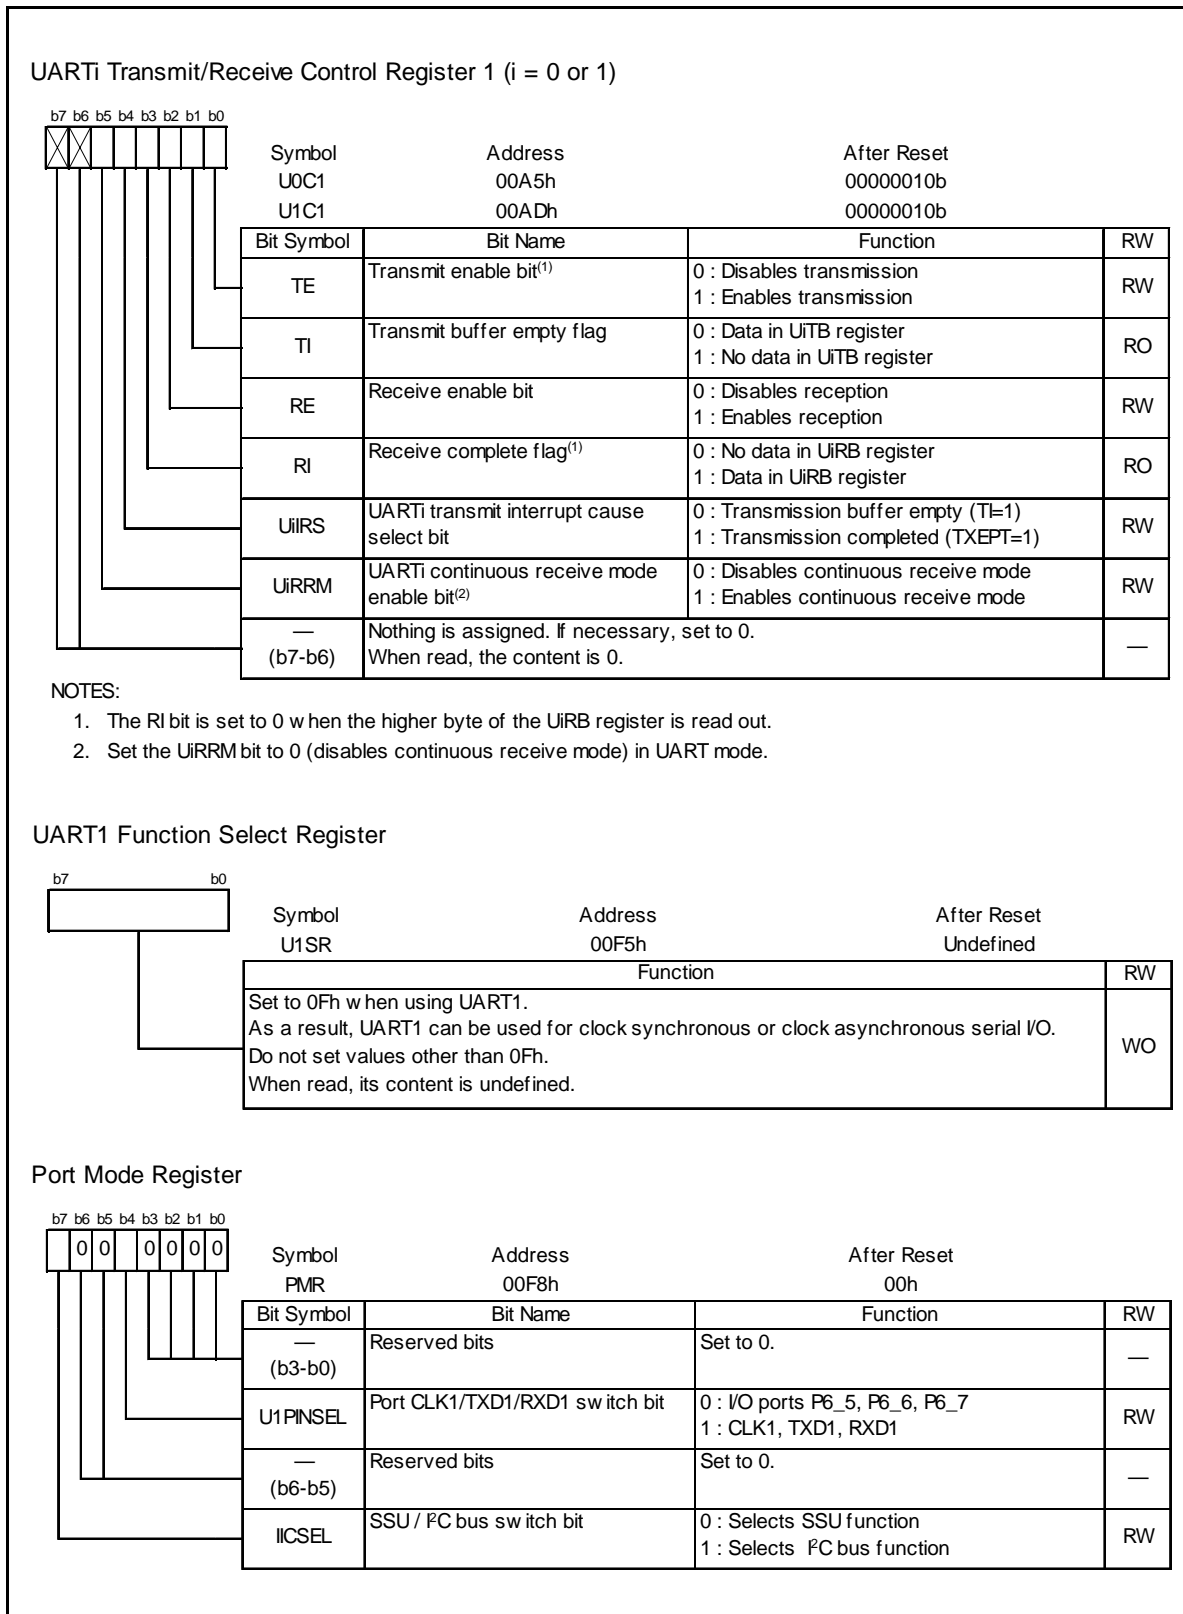 UARTi Transmit/Receive Control Register 1 (i = 0 or 1)
b7 b6 b5 b4 b3 b2 b1 b0
Symbol Address After Reset
U0C1 00A5h 00000010b
U1C1 00ADh 00000010b
Bit Symbol Bit Name Function RW
TE Transmit enable bit(1) 0 : Disables transmission RW
1 : Enables transmission
TI Transmit buffer empty flag 0 : Data in UiTB register RO
1 : No data in UiTB register
RE Receive enable bit 0 : Disables reception RW
1 : Enables reception
RI Receive complete flag(1) 0 : No data in UiRB register RO
1 : Data in UiRB register
UiIRS UARTi transmit interrupt cause 0 : Transmission buffer empty (TI=1) RW
select bit 1 : Transmission completed (TXEPT=1)
UiRRM UARTi continuous receive mode 0 : Disables continuous receive mode RW
enable bit(2) 1 : Enables continuous receive mode
— Nothing is assigned. If necessary, set to 0. —
(b7-b6) When read, the content is 0.
NOTES:
1. The RI bit is set to 0 when the higher byte of the UiRB register is read out.
2. Set the UiRRM bit to 0 (disables continuous receive mode) in UART mode.
UART1 Function Select Register
b7 b0
Symbol Address After Reset
U1SR 00F5h Undefined
Function RW
Set to 0Fh when using UART1.
As a result, UART1 can be used for clock synchronous or clock asynchronous serial I/O. WO
Do not set values other than 0Fh.
When read, its content is undefined.
Port Mode Register
b7 b6 b5 b4 b3 b2 b1 b0
0 0 0 0 0 0
Symbol Address After Reset
PMR 00F8h 00h
Bit Symbol Bit Name Function RW
— Reserved bits Set to 0. —
(b3-b0)
U1PINSEL Port CLK1/TXD1/RXD1 switch bit 0 : I/O ports P6_5, P6_6, P6_7 RW
1 : CLK1, TXD1, RXD1
— Reserved bits Set to 0. —
(b6-b5)
IICSEL SSU / I²C bus switch bit 0 : Selects SSU function RW
1 : Selects I²C bus function